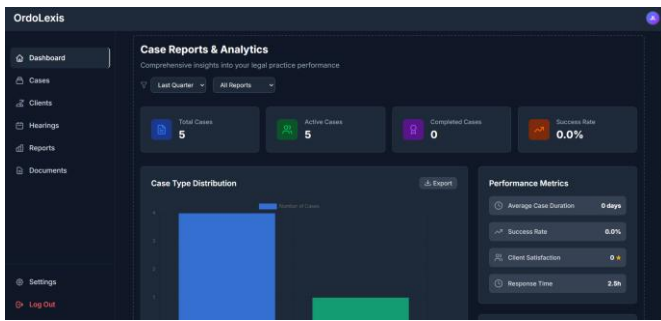 OrdoLexis
A
Dashboard
Cases
Clients
Hearings
Reports
Documents
Settings
Log Out
Case Reports & Analytics
Comprehensive insights into your legal practice performance
Last Quarter
All Reports
Total Cases
5
Active Cases
5
Completed Cases
0
Success Rate
0.0%
Case Type Distribution
Export
Number of Cases
4
3
2
1
Performance Metrics
Average Case Duration 0 days
Success Rate 0.0%
Client Satisfaction 0 ★
Response Time 2.5h